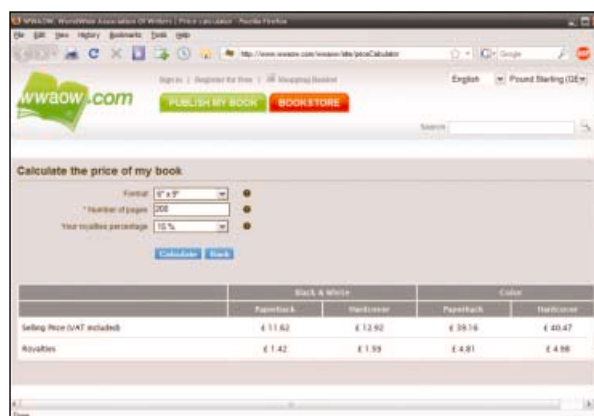 WWAOW, WorldWide Association Of Writers | Price calculator - Mozilla Firefox
File Edit View History Bookmarks Tools Help
http://www.wwaow.com/wwaow/site/priceCalculator
Google
wwaow.com
Sign in | Register for free | Shopping Basket
English
Pound Sterling (GB
PUBLISH MY BOOK
BOOKSTORE
Search
Calculate the price of my book
Format 6" x 9"
* Number of pages 200
Your royalties percentage 15 %
Calculate Back
Black & White Color
Paperback Hardcover Paperback Hardcover
Selling Price (VAT included) £ 11.62 £ 12.92 £ 39.16 £ 40.47
Royalties £ 1.42 £ 1.59 £ 4.81 £ 4.98
Done